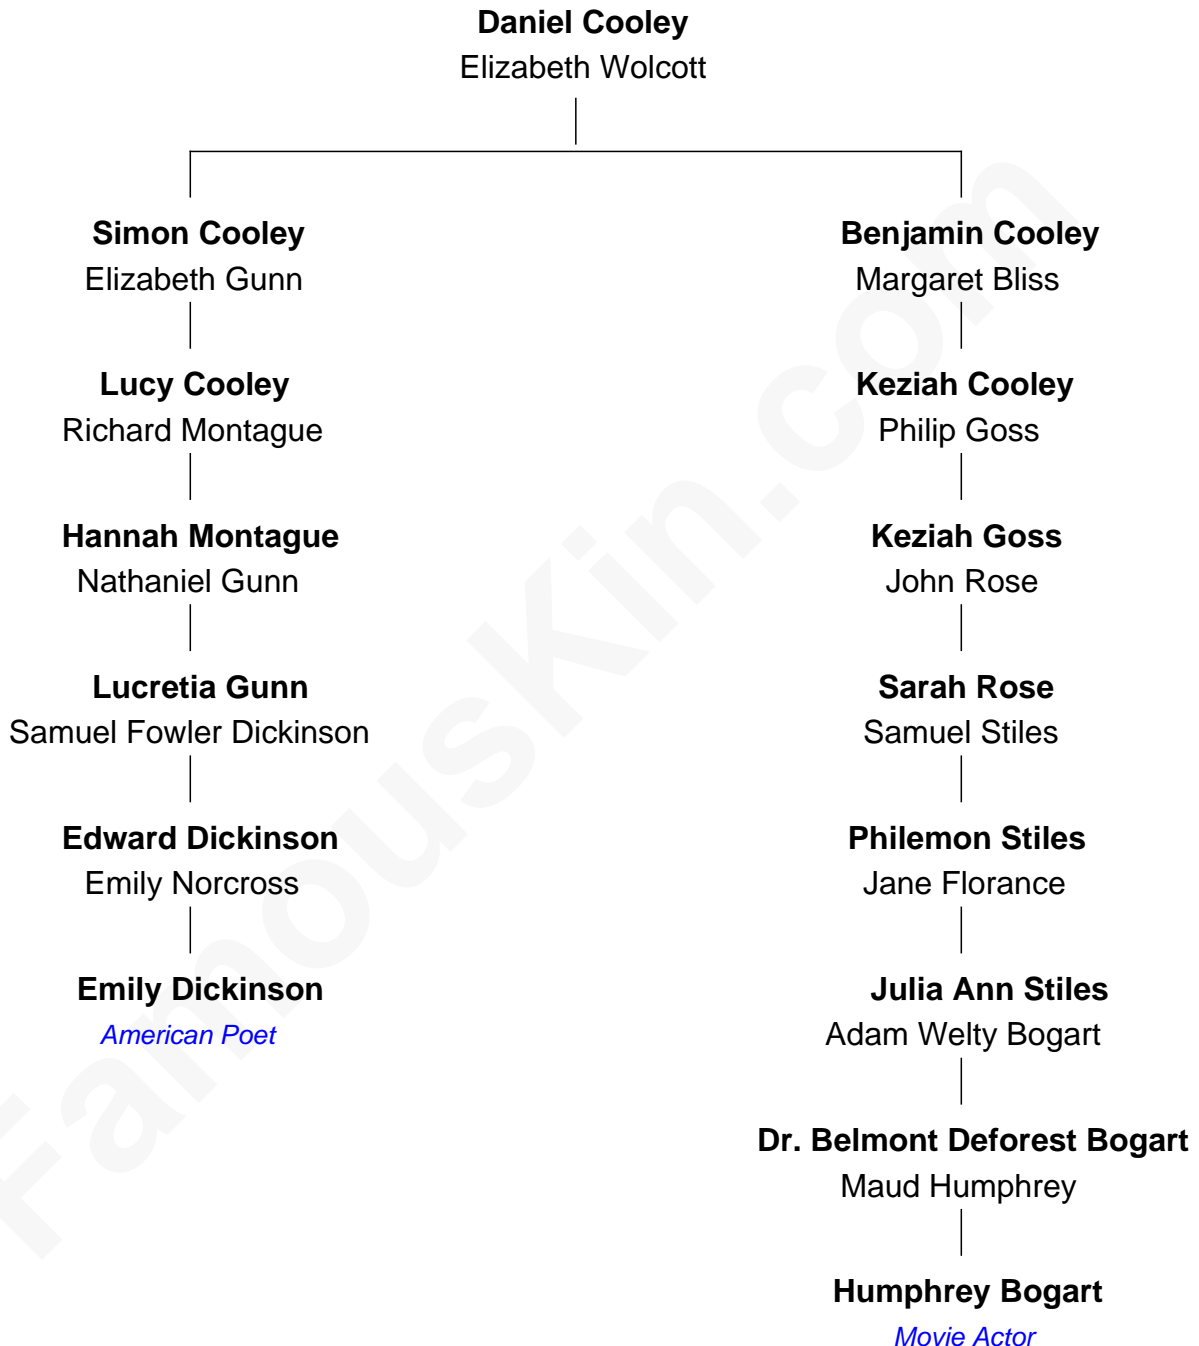 Daniel Cooley
Elizabeth Wolcott
Simon Cooley
Elizabeth Gunn
Lucy Cooley
Richard Montague
Hannah Montague
Nathaniel Gunn
Lucretia Gunn
Samuel Fowler Dickinson
Edward Dickinson
Emily Norcross
Emily Dickinson
American Poet
Benjamin Cooley
Margaret Bliss
Keziah Cooley
Philip Goss
Keziah Goss
John Rose
Sarah Rose
Samuel Stiles
Philemon Stiles
Jane Florance
Julia Ann Stiles
Adam Welty Bogart
Dr. Belmont Deforest Bogart
Maud Humphrey
Humphrey Bogart
Movie Actor
FamousKin.com